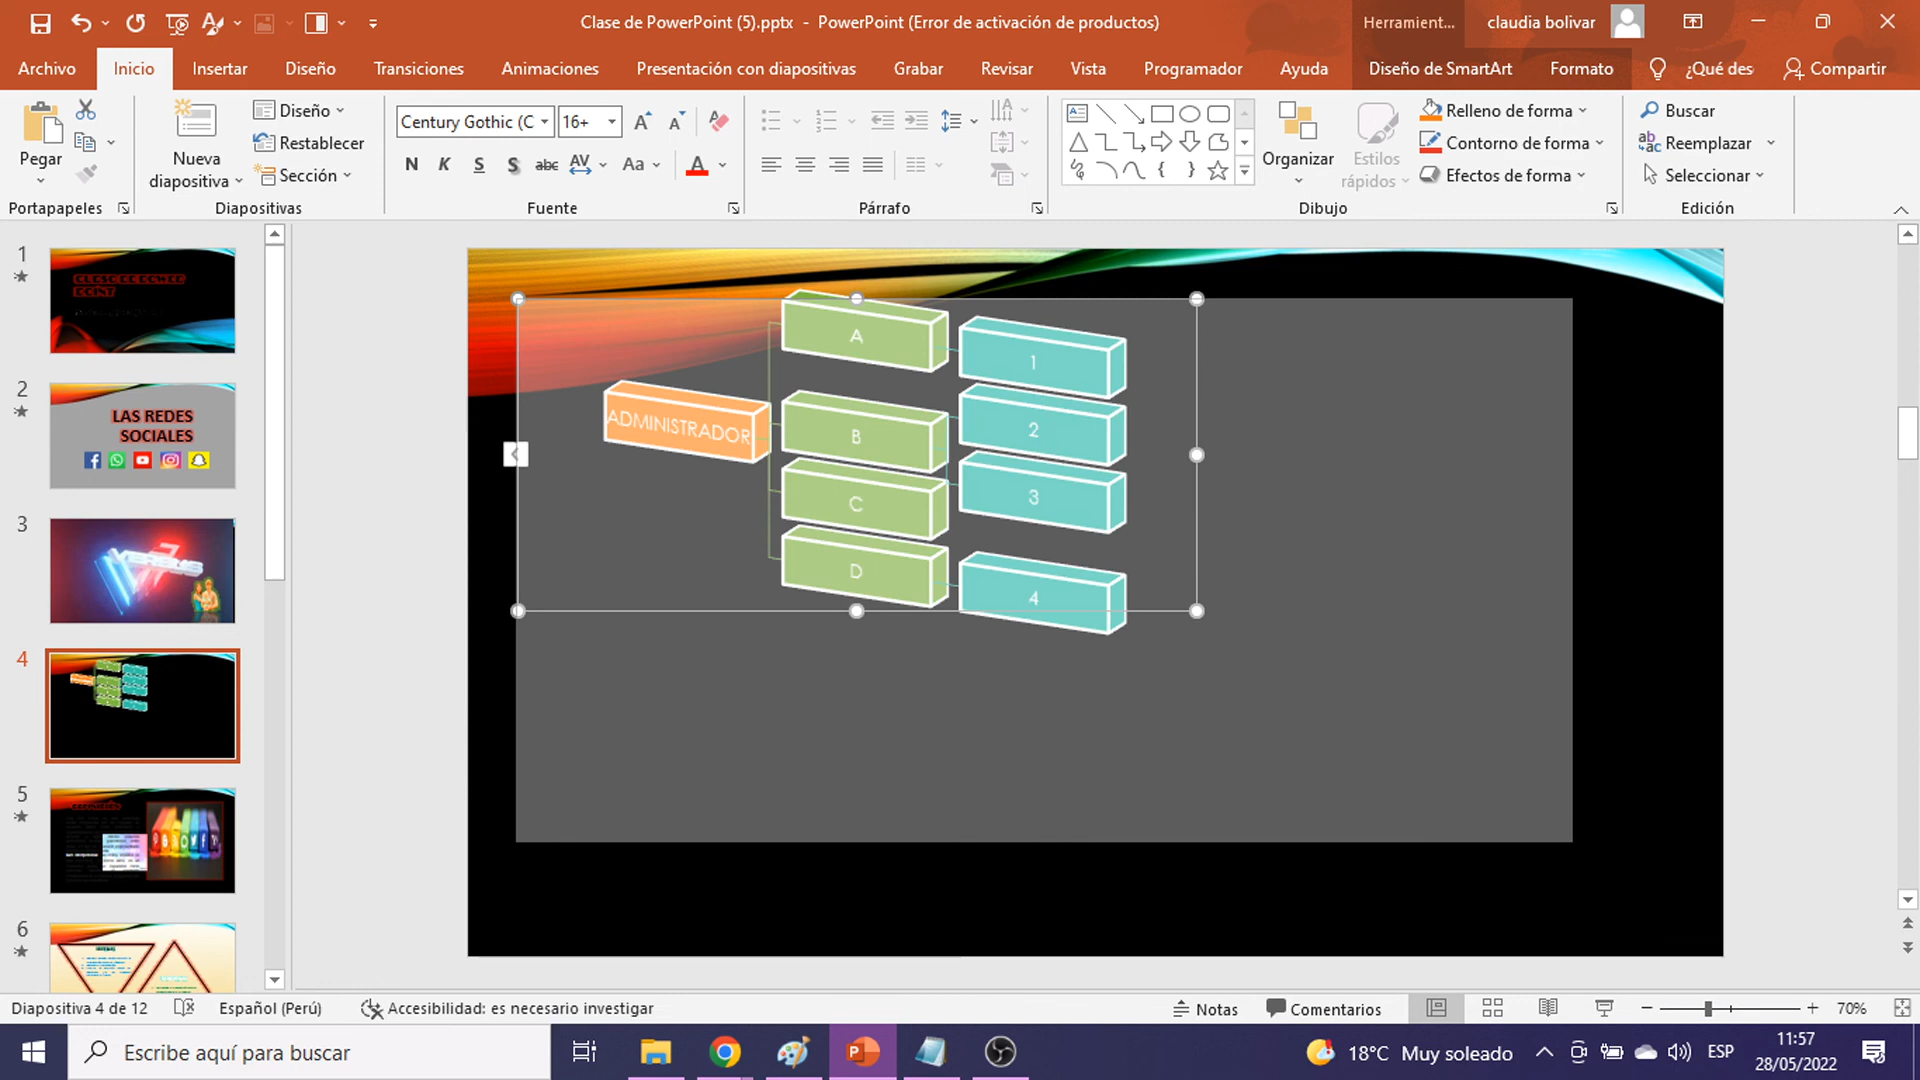 Clase de PowerPoint (5).pptx - PowerPoint (Error de activación de productos)
Herramient...
claudia bolivar
Archivo
Inicio
Insertar
Diseño
Transiciones
Animaciones
Presentación con diapositivas
Grabar
Revisar
Vista
Programador
Ayuda
Diseño de SmartArt
Formato
¿Qué des
Compartir
Pegar
Nueva
diapositiva
Diseño
Restablecer
Sección
Century Gothic (C
16+
N K S S abc AV Aa A
Organizar
Estilos
rápidos
Relleno de forma
Contorno de forma
Efectos de forma
Buscar
Reemplazar
Seleccionar
Portapapeles
Diapositivas
Fuente
Párrafo
Dibujo
Edición
1
2
LAS REDES
SOCIALES
3
VERSUS
4
5
6
ADMINISTRADOR
A
B
C
D
1
2
3
4
Diapositiva 4 de 12
Español (Perú)
Accesibilidad: es necesario investigar
Notas
Comentarios
70%
Escribe aquí para buscar
18°C Muy soleado
ESP
11:57
28/05/2022